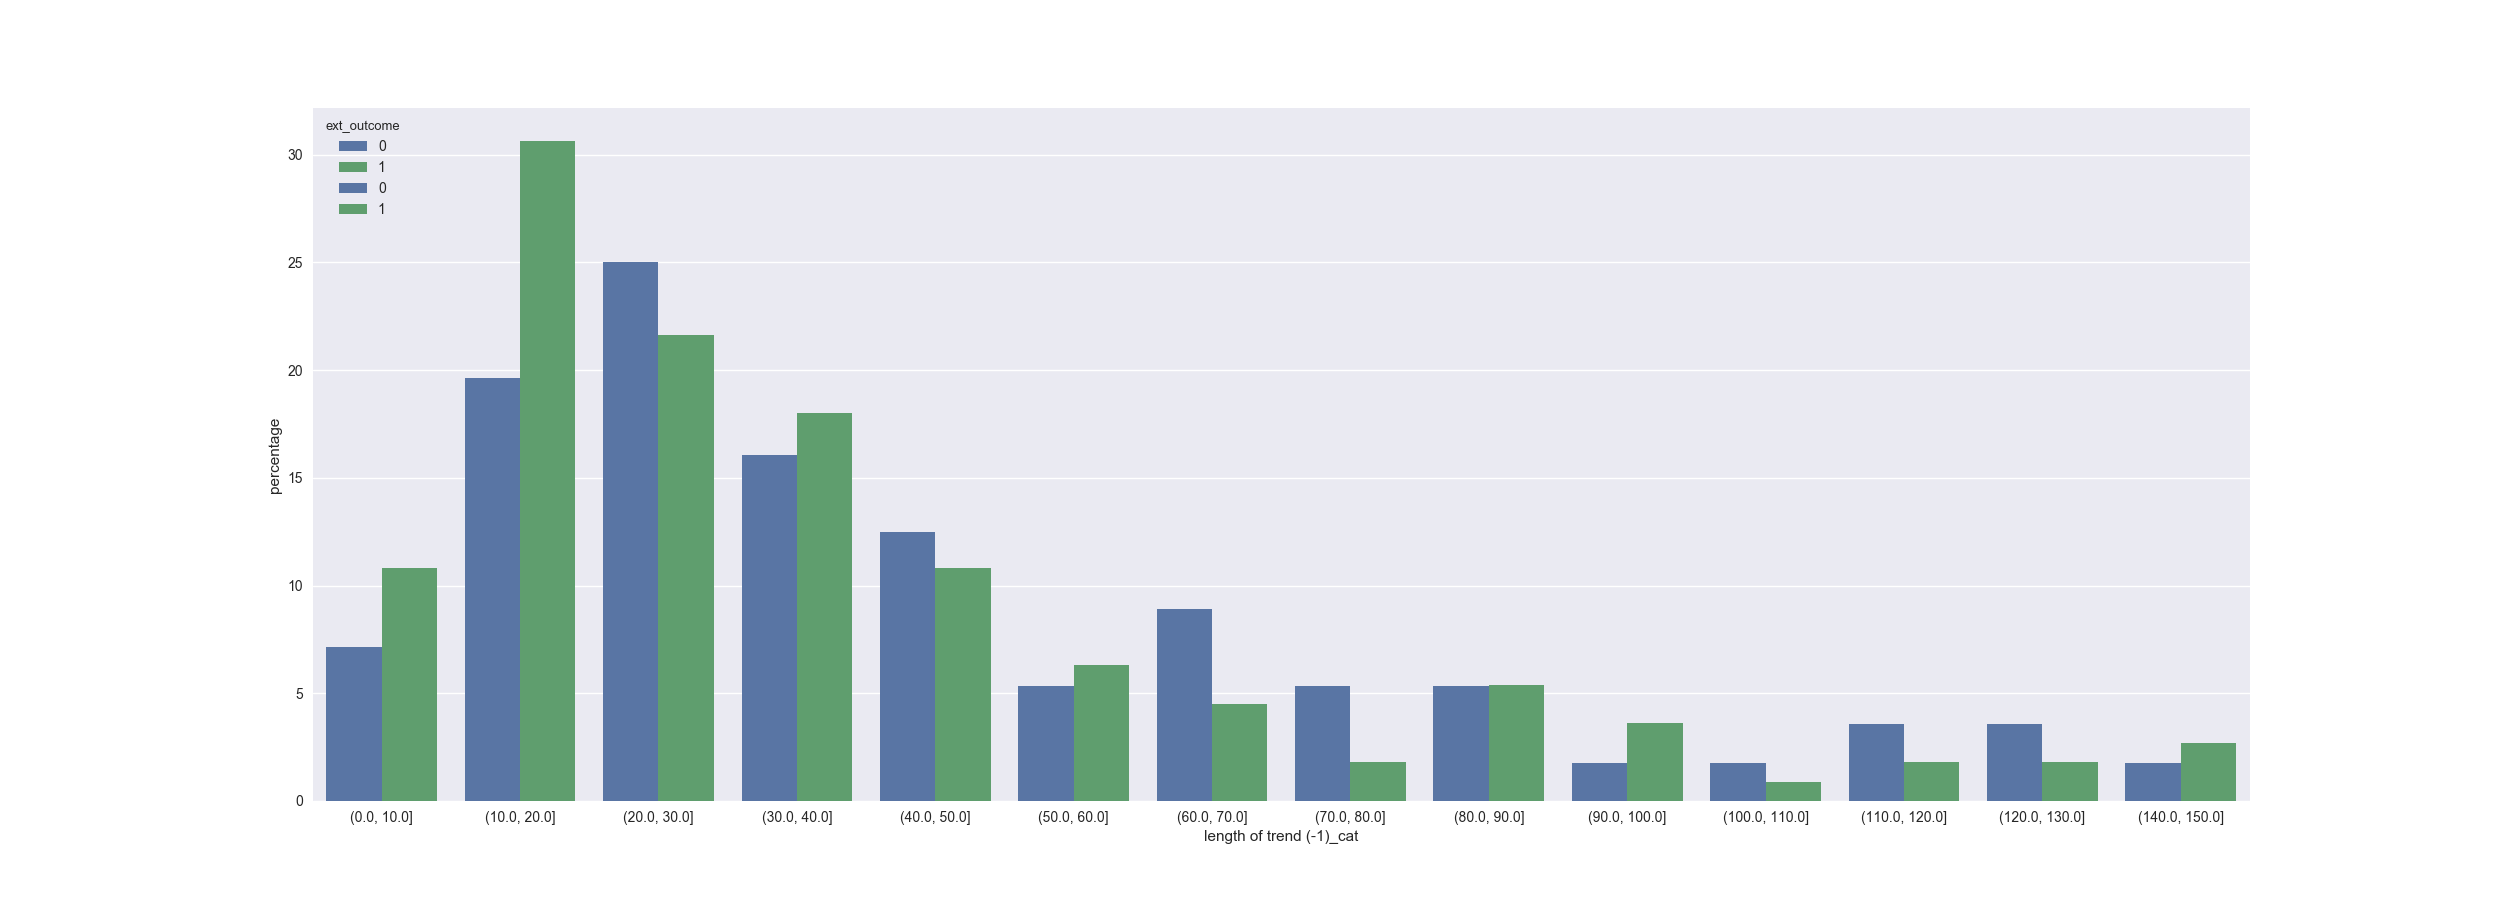 ext_outcome
0
1
0
1
30
25
20
15
10
5
0
percentage
(0.0, 10.0] (10.0, 20.0] (20.0, 30.0] (30.0, 40.0] (40.0, 50.0] (50.0, 60.0] (60.0, 70.0] (70.0, 80.0] (80.0, 90.0] (90.0, 100.0] (100.0, 110.0] (110.0, 120.0] (120.0, 130.0] (140.0, 150.0]
length of trend (-1)_cat